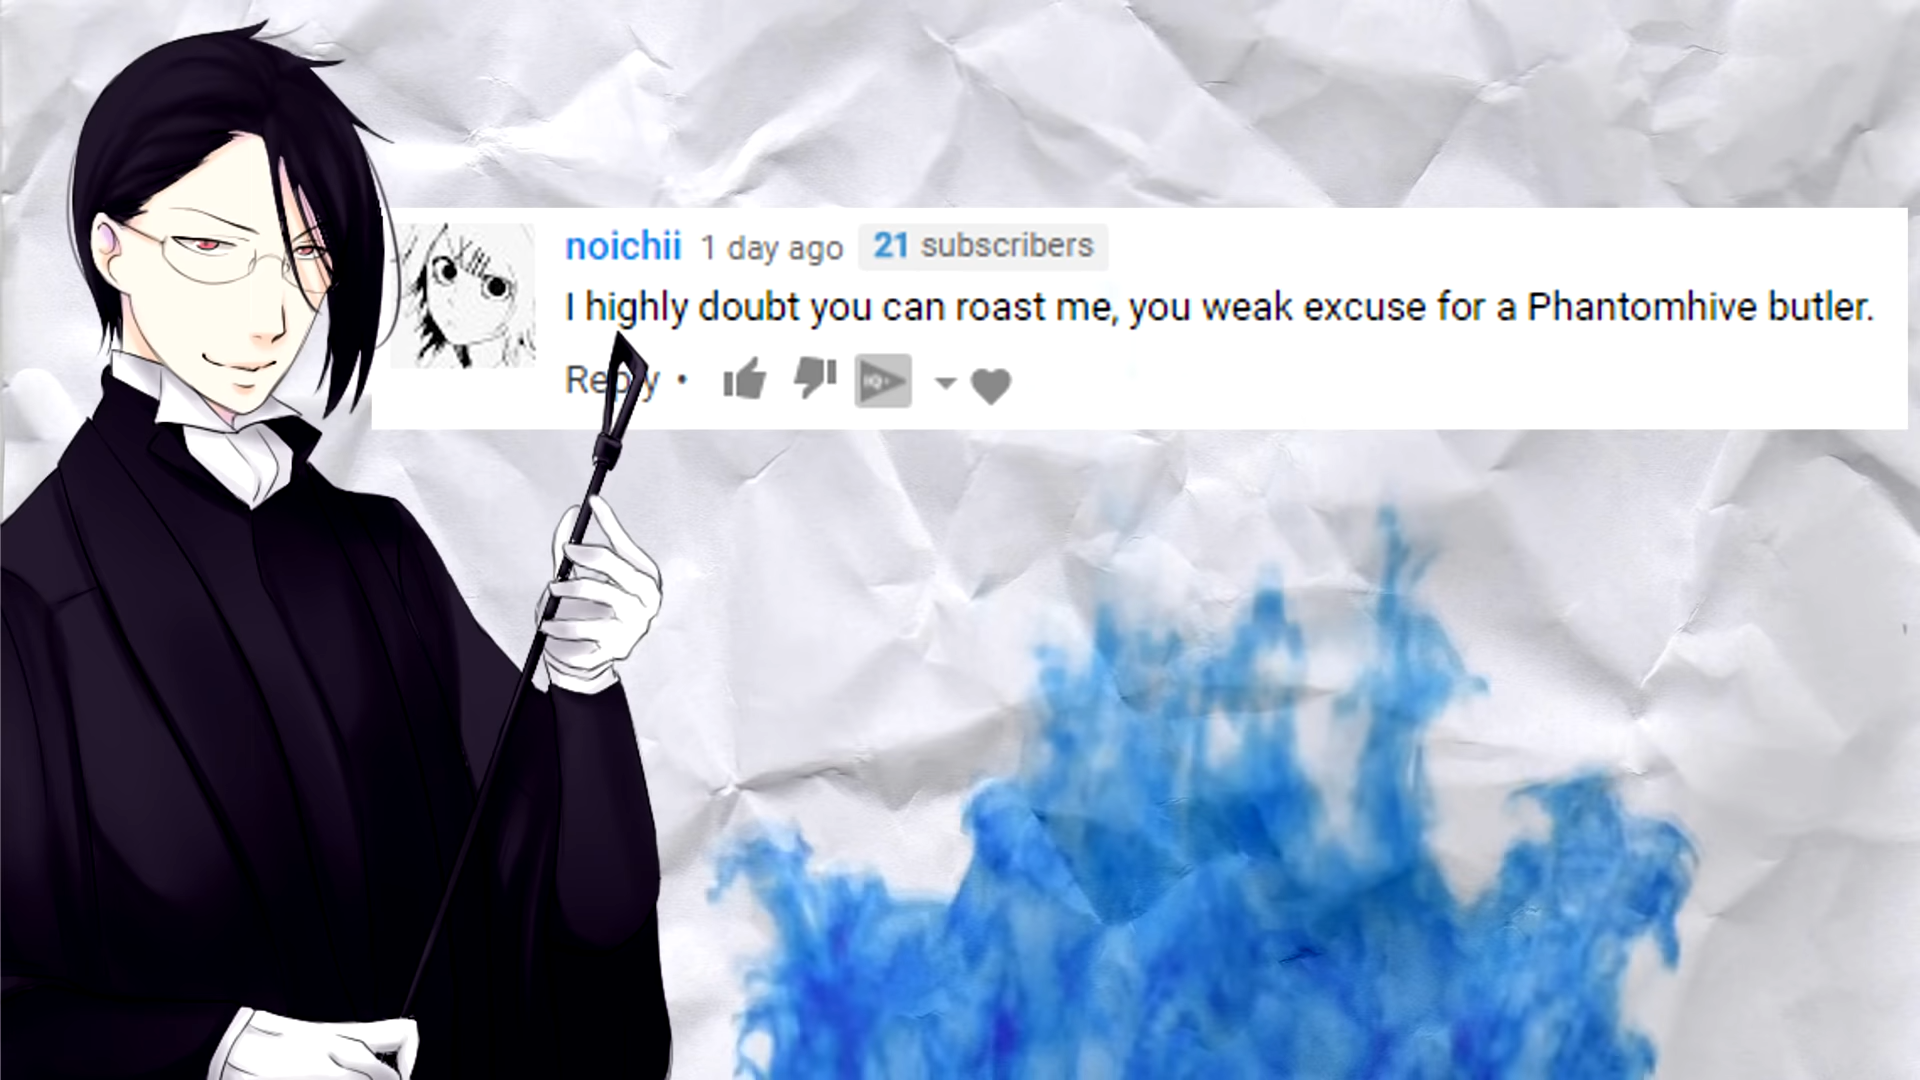 noichii 1 day ago 21 subscribers
I highly doubt you can roast me, you weak excuse for a Phantomhive butler.
Reply •
IQ+